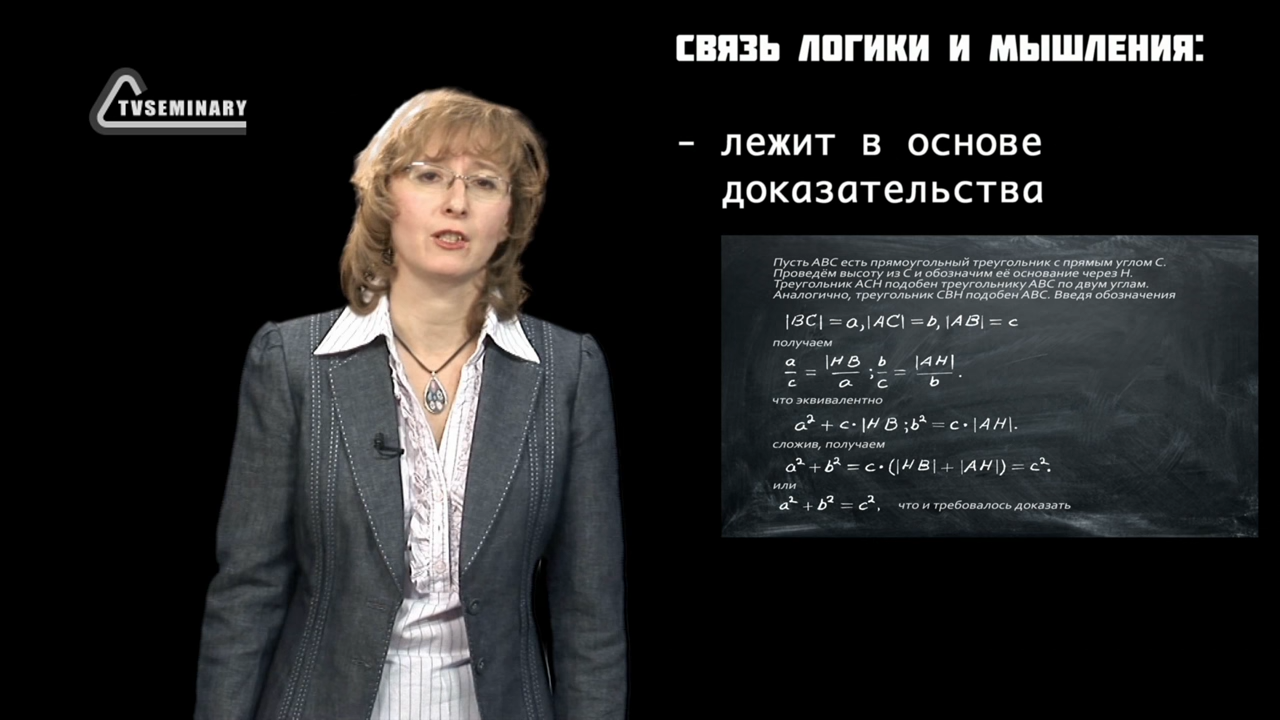 TVSEMINARY
СВЯЗЬ ЛОГИКИ И МЫШЛЕНИЯ:
- лежит в основе
доказательства
Пусть ABC есть прямоугольный треугольник с прямым углом C.
Проведём высоту из C и обозначим её основание через H.
Треугольник ACH подобен треугольнику ABC по двум углам.
Аналогично, треугольник CBH подобен ABC. Введя обозначения
|BC|=a,|AC|=b,|AB|=c
получаем
a/c = |HB|/a ; b/c = |AH|/b.
что эквивалентно
a²+c·|HB ;b²=c·|AH|.
сложив, получаем
a²+b²=c·(|HB|+|AH|)=c².
или
a²+b²=c², что и требовалось доказать